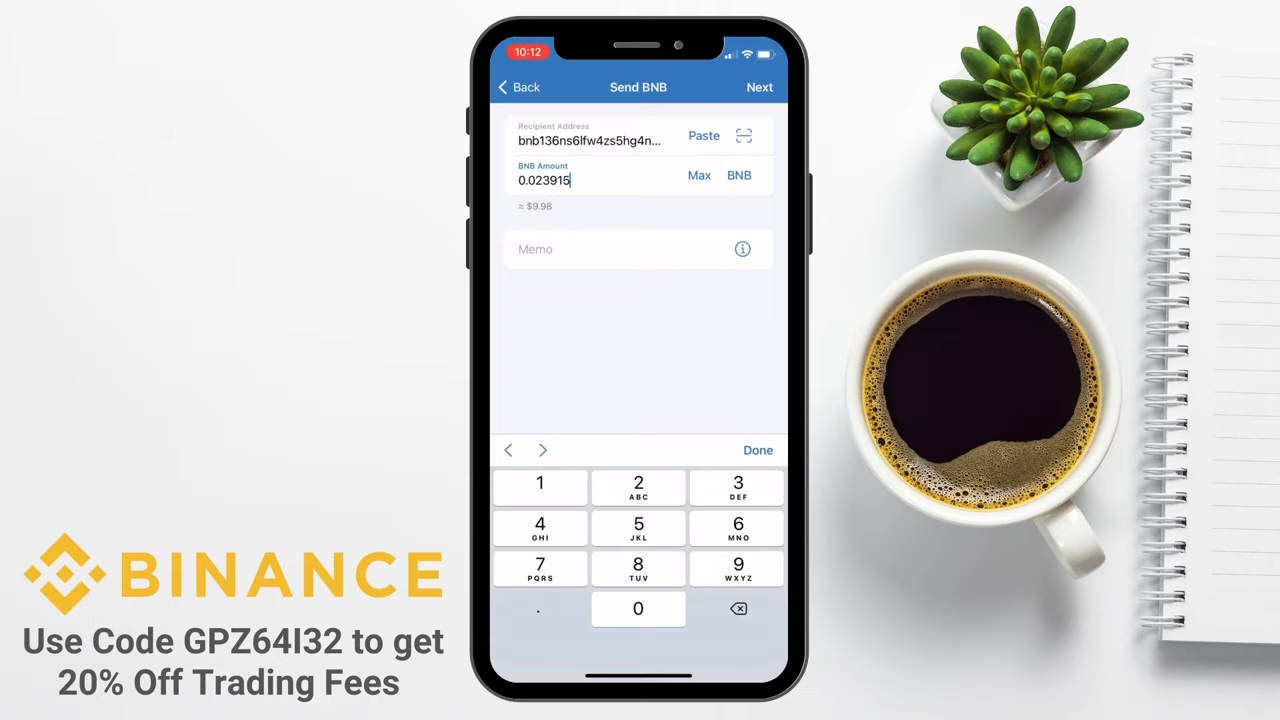 10:12
Back
Send BNB
Next
Recipient Address
bnb136ns6lfw4zs5hg4n...
Paste
BNB Amount
0.023915
Max
BNB
≈ $9.98
Memo
Done
1
2
ABC
3
DEF
4
GHI
5
JKL
6
MNO
7
PQRS
8
TUV
9
WXYZ
.
0
BINANCE
Use Code GPZ64I32 to get
20% Off Trading Fees